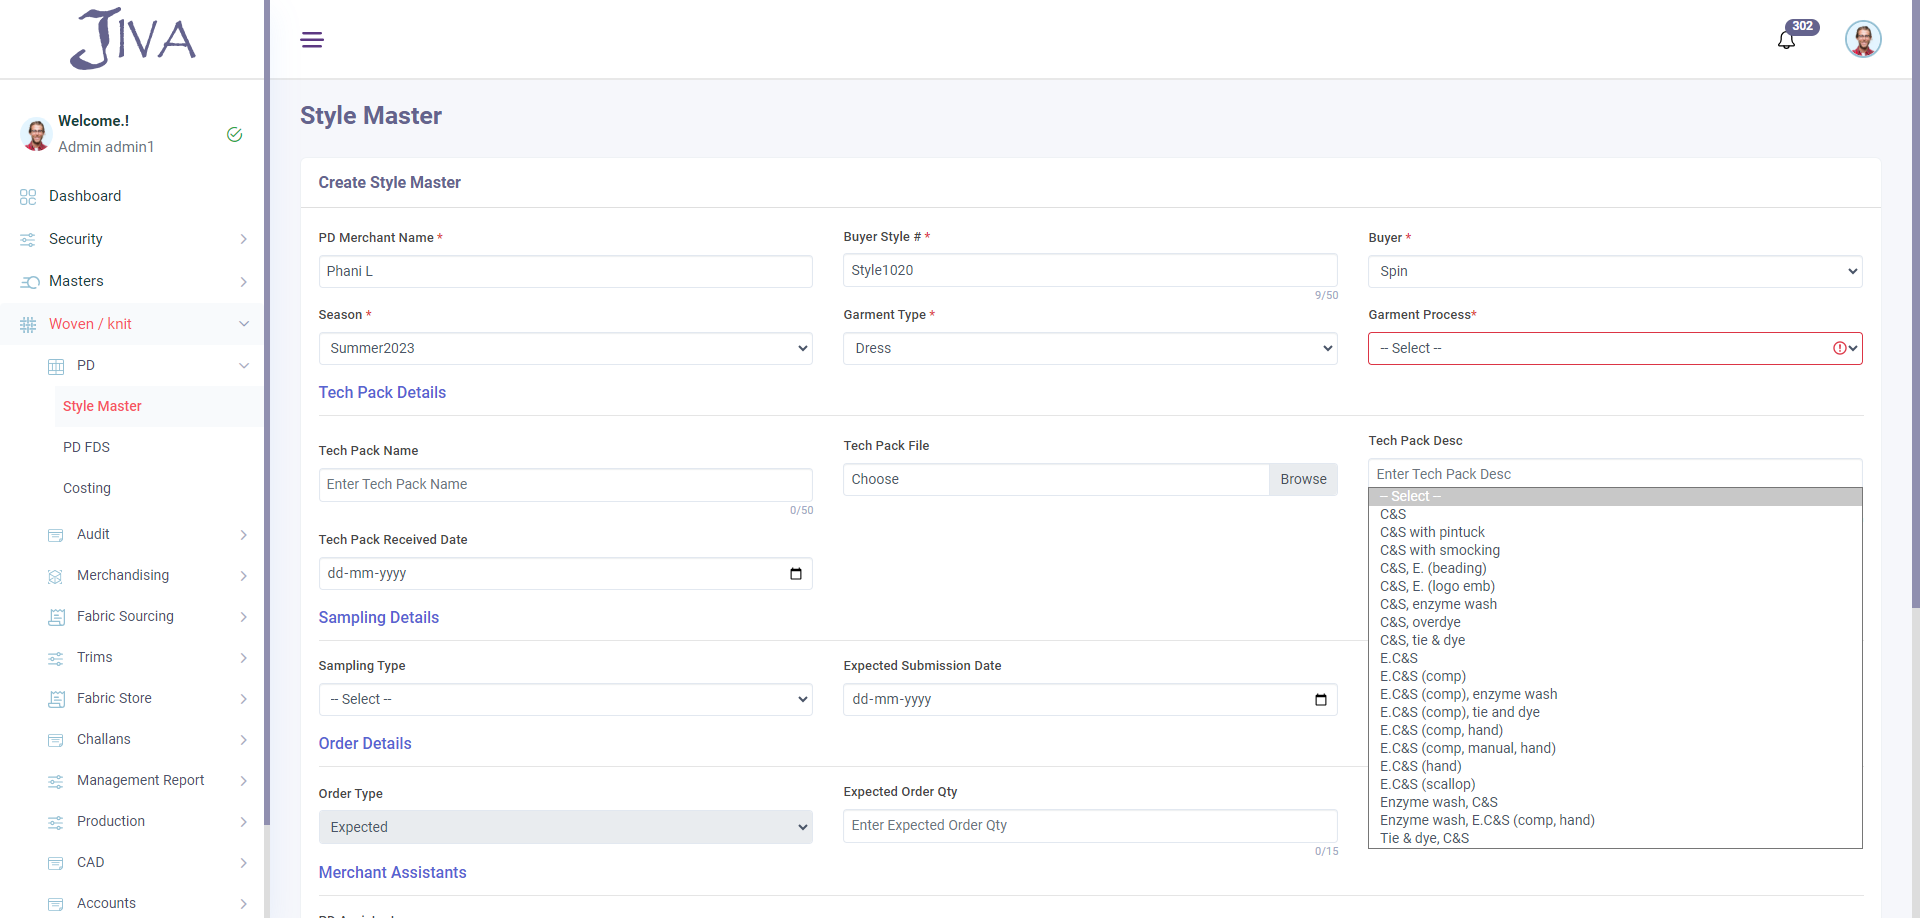 JIVA
302
Welcome.!
Admin admin1
Dashboard
Security
Masters
Woven / knit
PD
Style Master
PD FDS
Costing
Audit
Merchandising
Fabric Sourcing
Trims
Fabric Store
Challans
Management Report
Production
CAD
Accounts
Style Master
Create Style Master
PD Merchant Name *
Buyer Style # *
Buyer *
Phani L
Style1020
Spin
9/50
Season *
Garment Type *
Garment Process*
Summer2023
Dress
-- Select --
Tech Pack Details
Tech Pack Name
Tech Pack File
Tech Pack Desc
Enter Tech Pack Name
Choose
Browse
Enter Tech Pack Desc
0/50
-- Select --
C&S
C&S with pintuck
C&S with smocking
C&S, E. (beading)
C&S, E. (logo emb)
C&S, enzyme wash
C&S, overdye
C&S, tie & dye
E.C&S
E.C&S (comp)
E.C&S (comp), enzyme wash
E.C&S (comp), tie and dye
E.C&S (comp, hand)
E.C&S (comp, manual, hand)
E.C&S (hand)
E.C&S (scallop)
Enzyme wash, C&S
Enzyme wash, E.C&S (comp, hand)
Tie & dye, C&S
Tech Pack Received Date
dd-mm-yyyy
Sampling Details
Sampling Type
Expected Submission Date
-- Select --
dd-mm-yyyy
Order Details
Order Type
Expected Order Qty
Expected
Enter Expected Order Qty
0/15
Merchant Assistants